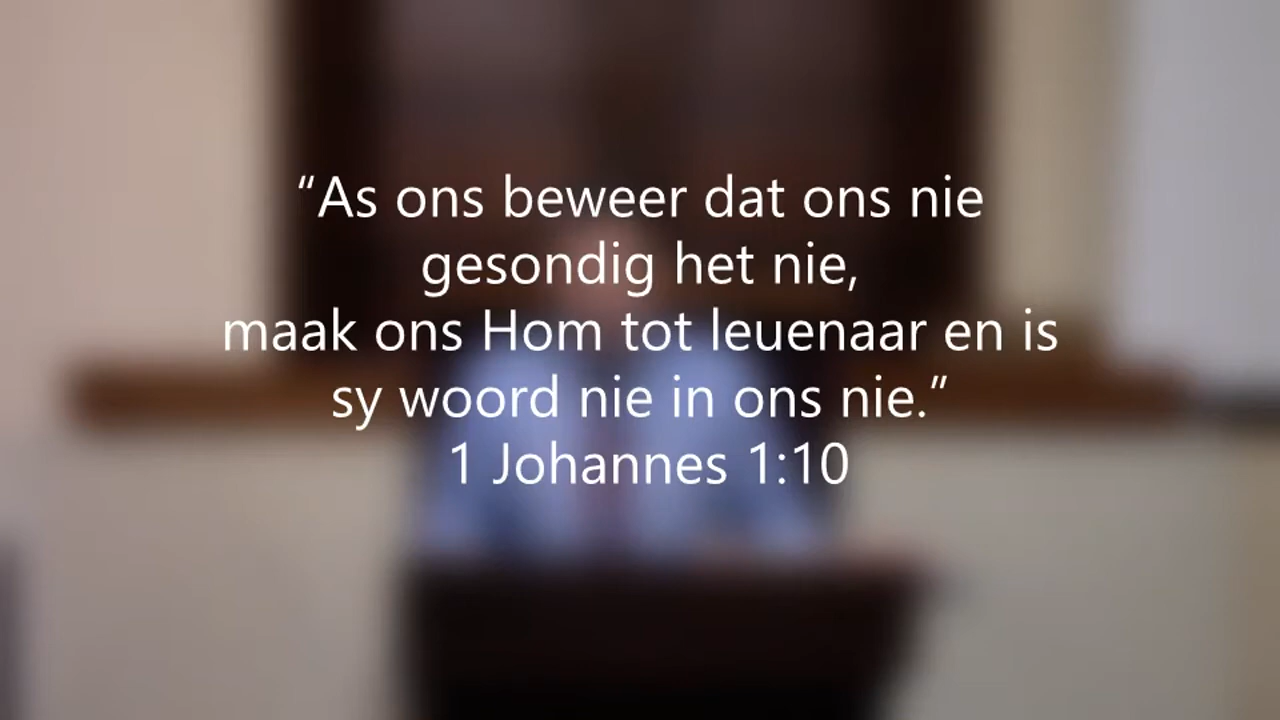 “As ons beweer dat ons nie
gesondig het nie,
maak ons Hom tot leuenaar en is
sy woord nie in ons nie.”
1 Johannes 1:10